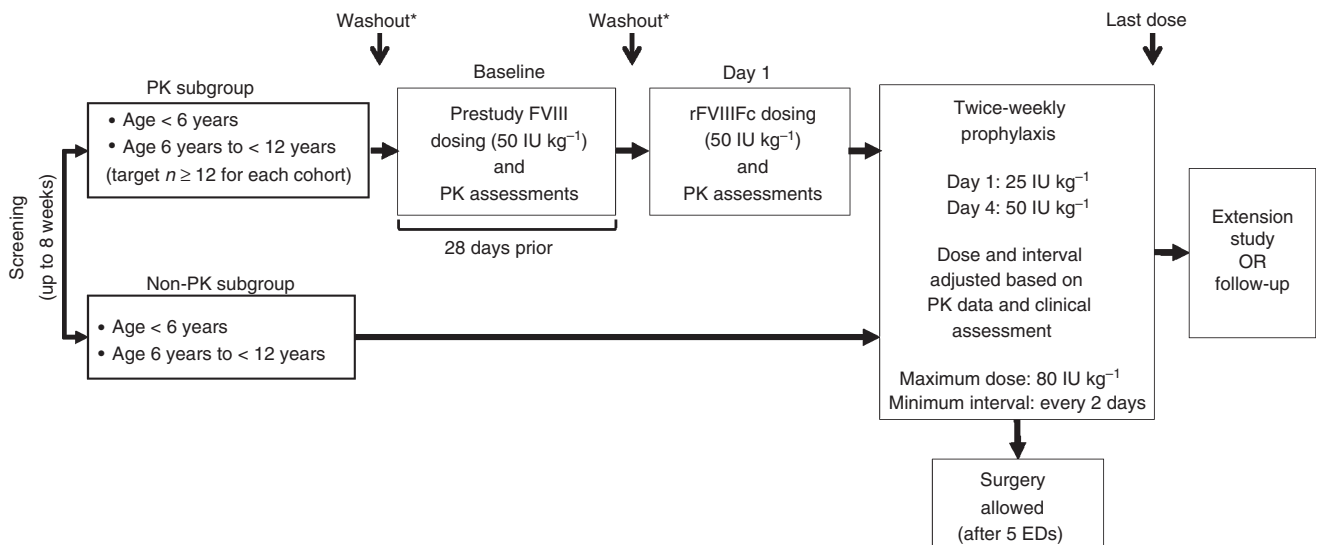 Washout*
Washout*
Last dose
Screening
(up to 8 weeks)
PK subgroup
• Age < 6 years
• Age 6 years to < 12 years
(target n ≥ 12 for each cohort)
Baseline
Prestudy FVIII
dosing (50 IU kg⁻¹)
and
PK assessments
28 days prior
Day 1
rFVIIIFc dosing
(50 IU kg⁻¹)
and
PK assessments
Non-PK subgroup
• Age < 6 years
• Age 6 years to < 12 years
Twice-weekly
prophylaxis
Day 1: 25 IU kg⁻¹
Day 4: 50 IU kg⁻¹
Dose and interval
adjusted based on
PK data and clinical
assessment
Maximum dose: 80 IU kg⁻¹
Minimum interval: every 2 days
Extension
study
OR
follow-up
Surgery
allowed
(after 5 EDs)